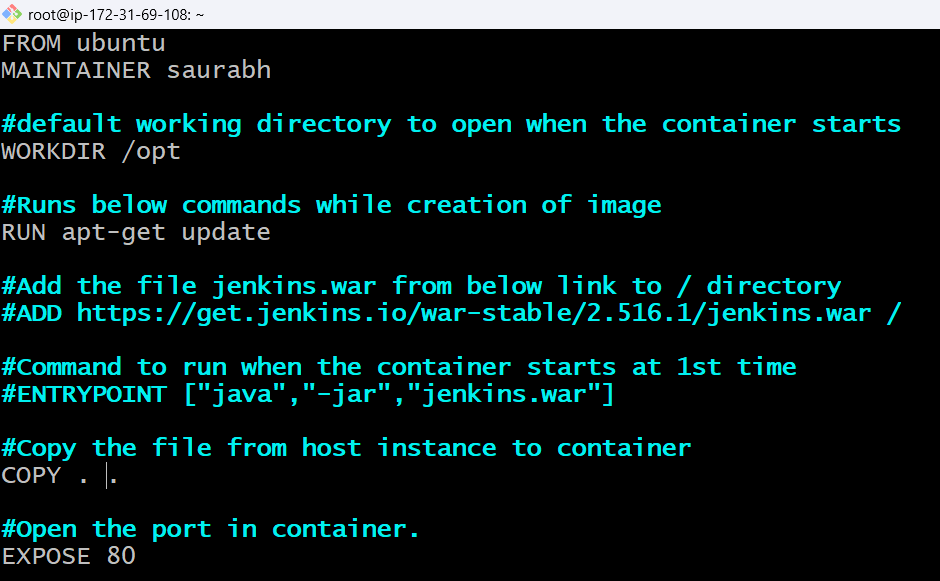 root@ip-172-31-69-108: ~
FROM ubuntu
MAINTAINER saurabh
#default working directory to open when the container starts
WORKDIR /opt
#Runs below commands while creation of image
RUN apt-get update
#Add the file jenkins.war from below link to / directory
#ADD https://get.jenkins.io/war-stable/2.516.1/jenkins.war /
#Command to run when the container starts at 1st time
#ENTRYPOINT ["java","-jar","jenkins.war"]
#Copy the file from host instance to container
COPY . .
#Open the port in container.
EXPOSE 80